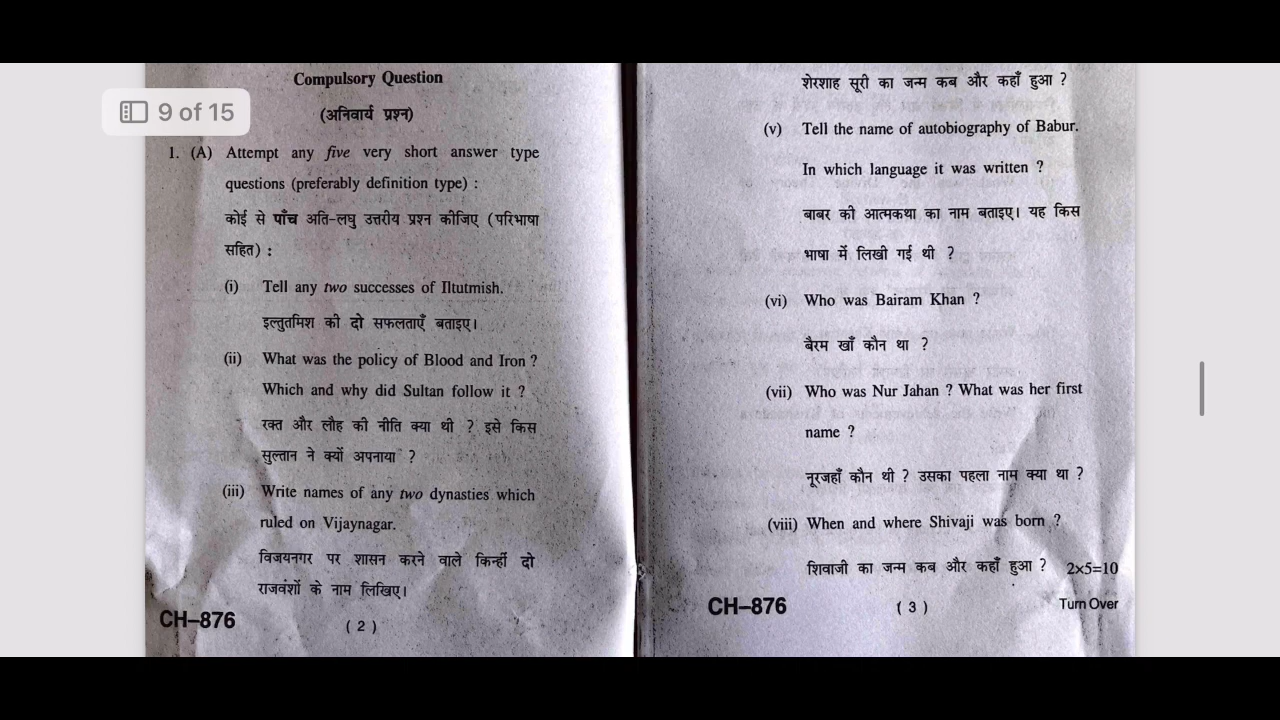 9 of 15
Compulsory Question
(अनिवार्य प्रश्न)
1. (A) Attempt any five very short answer type
questions (preferably definition type) :
कोई से पाँच अति-लघु उत्तरीय प्रश्न कीजिए (परिभाषा
सहित) :
(i) Tell any two successes of Iltutmish.
इल्तुतमिश की दो सफलताएँ बताइए।
(ii) What was the policy of Blood and Iron ?
Which and why did Sultan follow it ?
रक्त और लौह की नीति क्या थी ? इसे किस
सुल्तान ने क्यों अपनाया ?
(iii) Write names of any two dynasties which
ruled on Vijaynagar.
विजयनगर पर शासन करने वाले किन्हीं दो
राजवंशों के नाम लिखिए।
CH–876
( 2 )
शेरशाह सूरी का जन्म कब और कहाँ हुआ ?
(v) Tell the name of autobiography of Babur.
In which language it was written ?
बाबर की आत्मकथा का नाम बताइए। यह किस
भाषा में लिखी गई थी ?
(vi) Who was Bairam Khan ?
बैरम खाँ कौन था ?
(vii) Who was Nur Jahan ? What was her first
name ?
नूरजहाँ कौन थी ? उसका पहला नाम क्या था ?
(viii) When and where Shivaji was born ?
शिवाजी का जन्म कब और कहाँ हुआ ? 2×5=10
CH–876
( 3 )
Turn Over